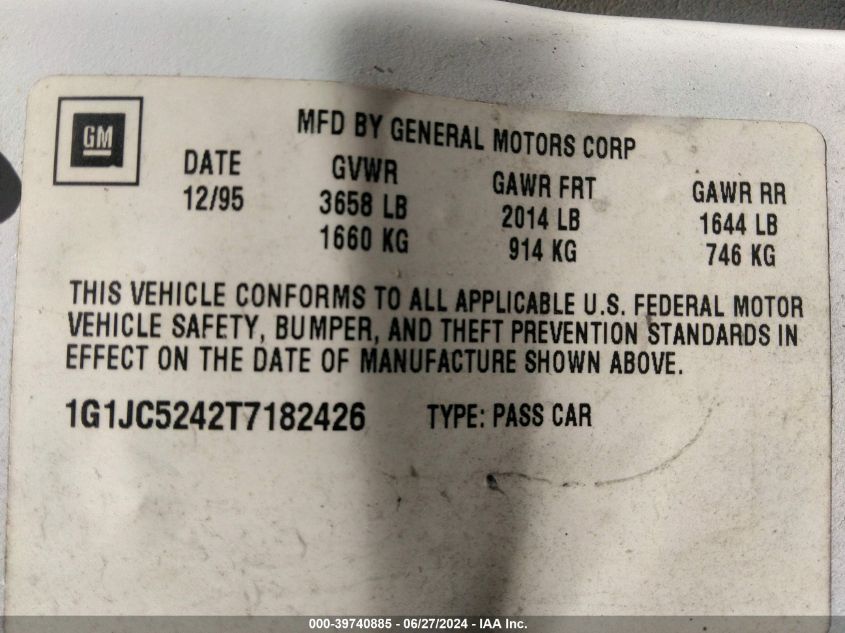 GM
MFD BY GENERAL MOTORS CORP
DATE GVWR GAWR FRT GAWR RR
12/95 3658 LB 2014 LB 1644 LB
1660 KG 914 KG 746 KG
THIS VEHICLE CONFORMS TO ALL APPLICABLE U.S. FEDERAL MOTOR
VEHICLE SAFETY, BUMPER, AND THEFT PREVENTION STANDARDS IN
EFFECT ON THE DATE OF MANUFACTURE SHOWN ABOVE.
1G1JC5242T7182426 TYPE: PASS CAR
000-39740885 - 06/27/2024 - IAA Inc.